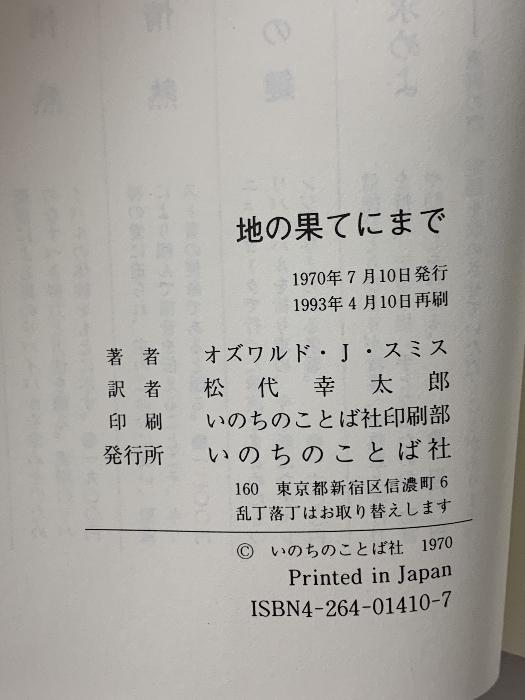 地の果てにまで
1970年7月10日発行
1993年4月10日再刷
著者 オズワルド・J・スミス
訳者 松代幸太郎
印刷 いのちのことば社印刷部
発行所 いのちのことば社
160 東京都新宿区信濃町6
乱丁落丁はお取り替えします
© いのちのことば社 1970
Printed in Japan
ISBN4-264-01410-7